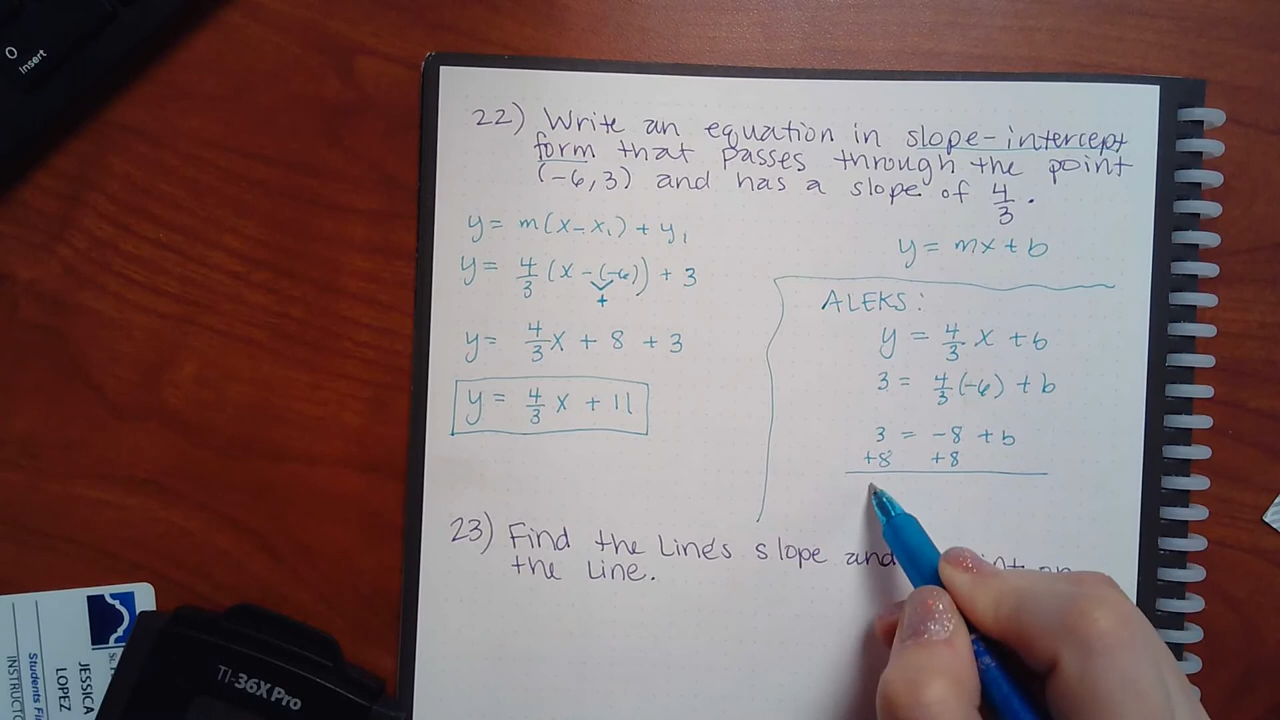 0
Insert
22) Write an equation in slope-intercept
form that passes through the point
(-6, 3) and has a slope of 4/3.
y = m(x - x₁) + y₁
y = 4/3 (x - (-6)) + 3
+
y = 4/3 x + 8 + 3
y = 4/3 x + 11
y = mx + b
ALEKS:
y = 4/3 x + b
3 = 4/3 (-6) + b
3 = -8 + b
+8 +8
23) Find the Line's slope and
the Line.
TI-36X Pro
Students
JESSICA
LOPEZ